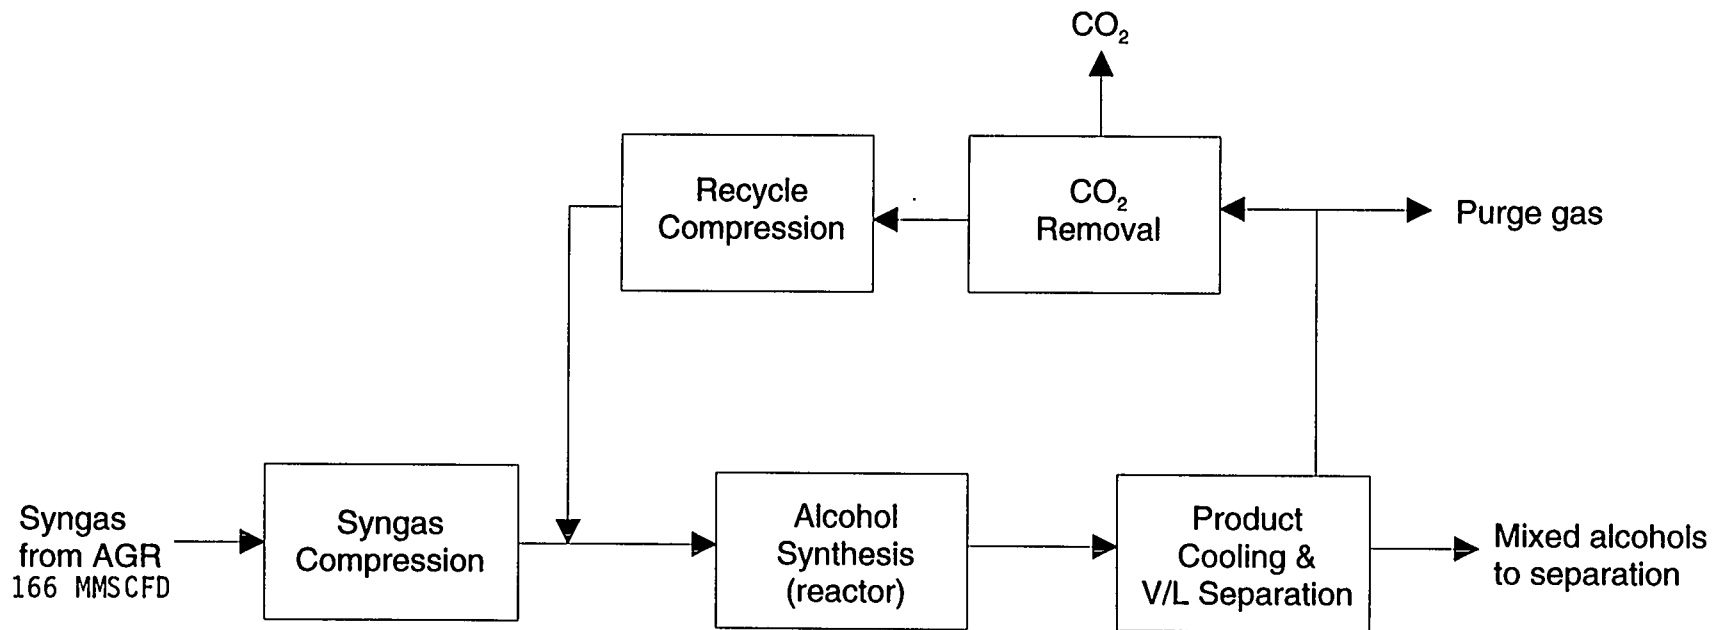 CO₂
Recycle
Compression
CO₂
Removal
Purge gas
Syngas
from AGR
166 MMSCFD
Syngas
Compression
Alcohol
Synthesis
(reactor)
Product
Cooling &
V/L Separation
Mixed alcohols
to separation